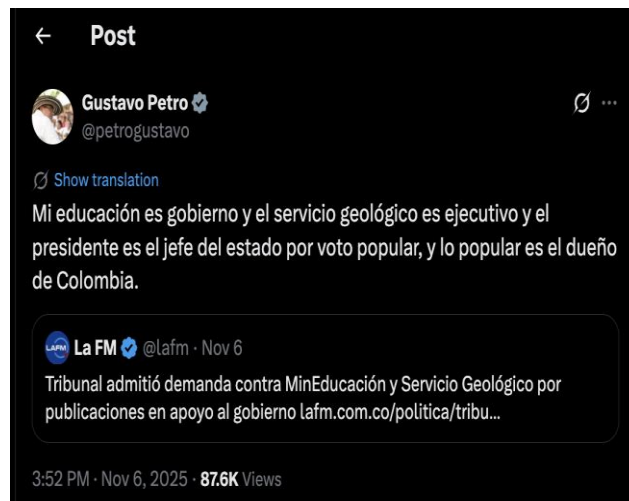 Post
Gustavo Petro
@petrogustavo
Show translation
Mi educación es gobierno y el servicio geológico es ejecutivo y el
presidente es el jefe del estado por voto popular, y lo popular es el dueño
de Colombia.
LAFM La FM @lafm · Nov 6
Tribunal admitió demanda contra MinEducación y Servicio Geológico por
publicaciones en apoyo al gobierno lafm.com.co/politica/tribu...
3:52 PM · Nov 6, 2025 · 87.6K Views